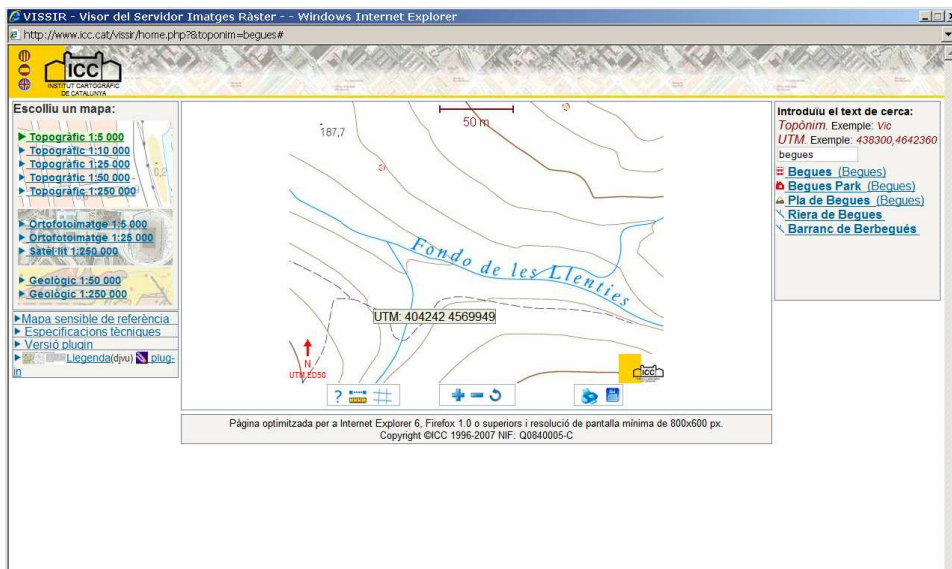 VISSIR - Visor del Servidor Imatges Ràster - - Windows Internet Explorer
http://www.icc.cat/vissir/home.php?&toponim=begues#
icc
INSTITUT CARTOGRÀFIC
DE CATALUNYA
Escolliu un mapa:
Topogràfic 1:5 000
Topogràfic 1:10 000
Topogràfic 1:25 000
Topogràfic 1:50 000
Topogràfic 1:250 000
0,2
Ortofotoimatge 1:5 000
Ortofotoimatge 1:25 000
Satèl·lit 1:250 000
Geològic 1:50 000
Geològic 1:250 000
Mapa sensible de referència
Especificacions tècniques
Versió plugin
Llegenda(djvu) plug-
in
50 m
187,7
Fondo de les Llenties
UTM: 404242 4569949
N
UTM ED50
icc
?
Pàgina optimitzada per a Internet Explorer 6, Firefox 1.0 o superiors i resolució de pantalla mínima de 800x600 px.
Copyright ©ICC 1996-2007 NIF: Q0840005-C
Introduïu el text de cerca:
Topònim. Exemple: Vic
UTM. Exemple: 438300,4642360
begues
Begues (Begues)
Begues Park (Begues)
Pla de Begues (Begues)
Riera de Begues
Barranc de Berbegués